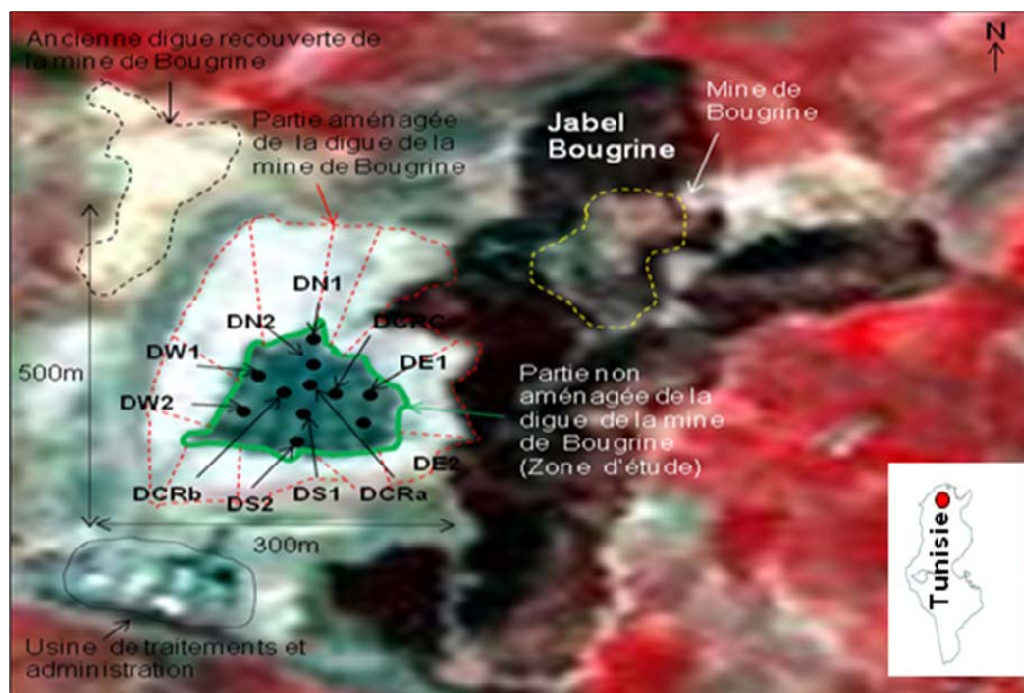 Ancienne digue recouverte de
la mine de Bougrine
N
Mine de
Bougrine
Partie aménagée
de la digue de la
mine de Bougrine
Jabel
Bougrine
DN1
DN2
DCRC
DW1
DE1
500m
DW2
Partie non
aménagée de la
digue de la mine
de Bougrine
(Zone d'étude)
DE2
DCRb
DS2
DS1
DCRa
300m
Tunisie
Usine de traitements et
administration